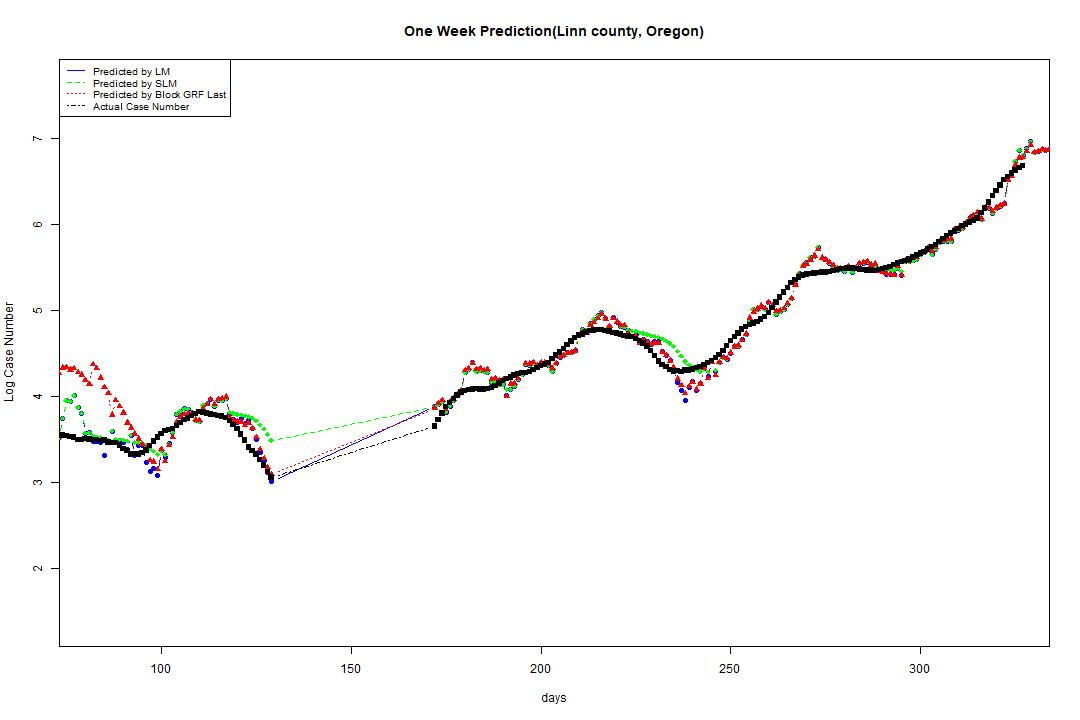 One Week Prediction(Linn county, Oregon)
Predicted by LM
Predicted by SLM
Predicted by Block GRF Last
Actual Case Number
Log Case Number
7
6
5
4
3
2
100 150 200 250 300
days